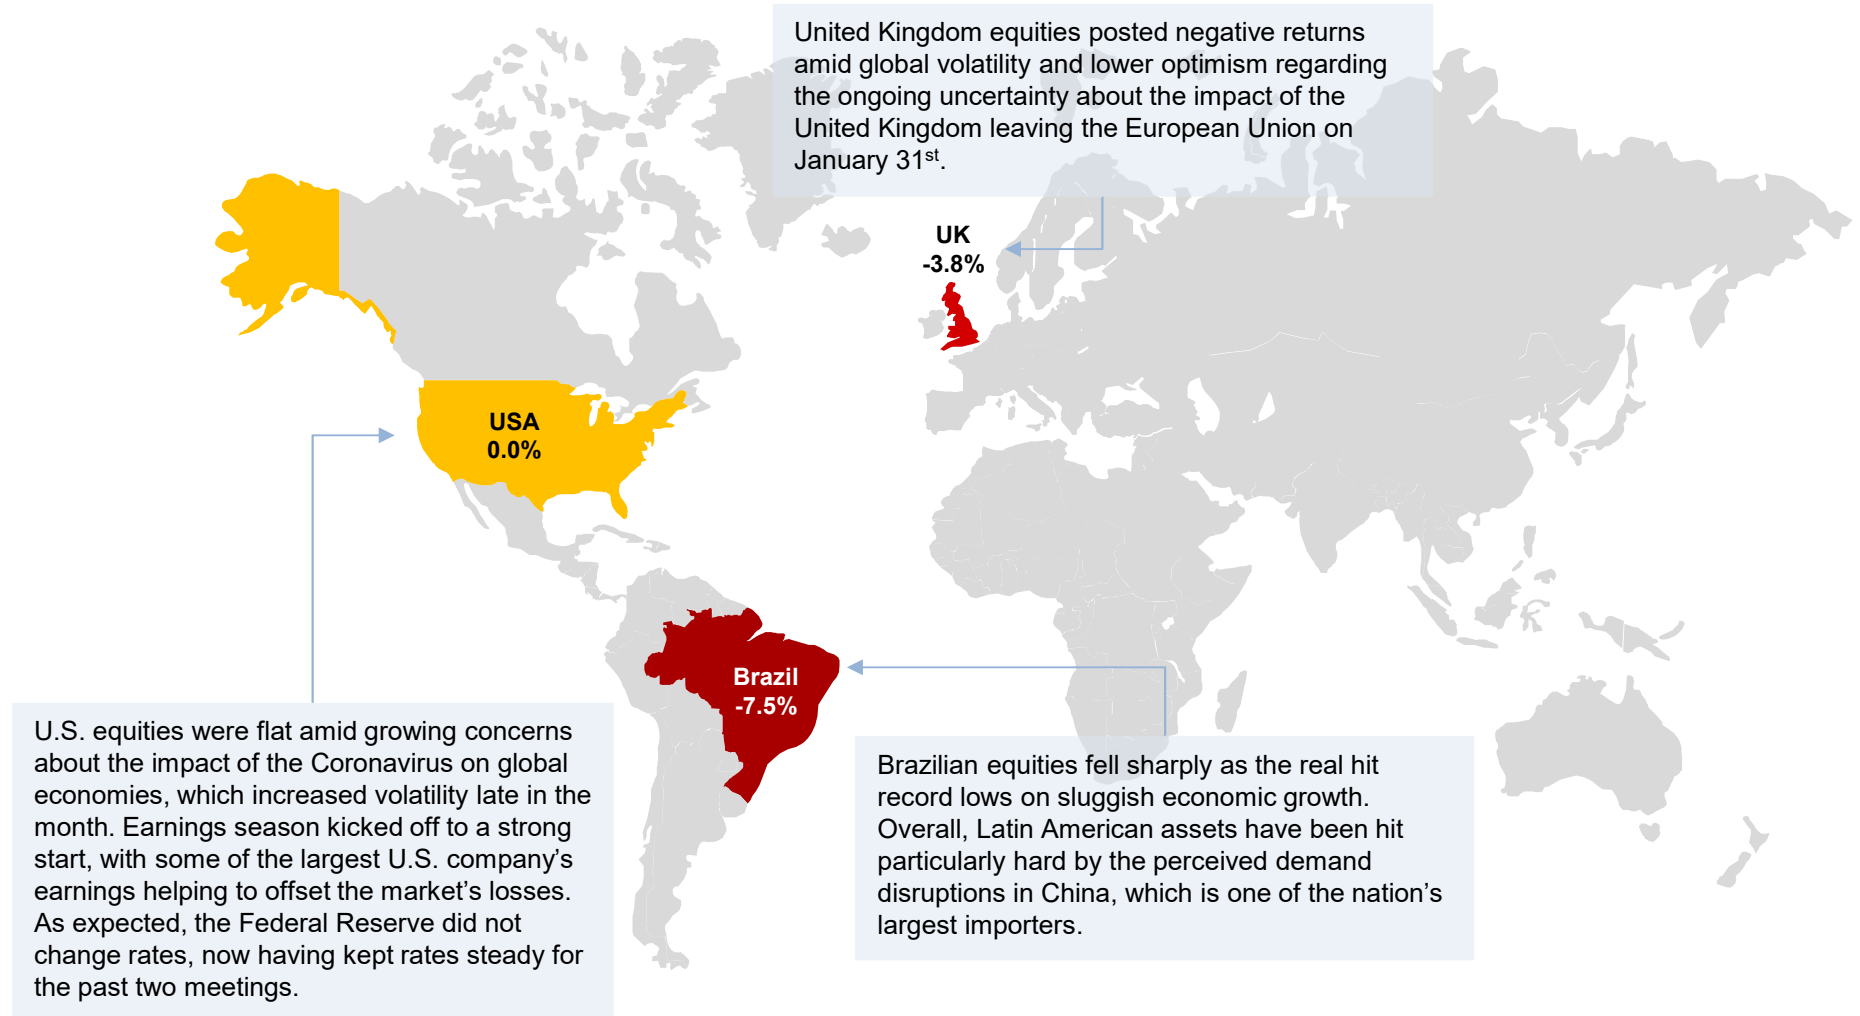 United Kingdom equities posted negative returns
amid global volatility and lower optimism regarding
the ongoing uncertainty about the impact of the
United Kingdom leaving the European Union on
January 31st.
UK
-3.8%
USA
0.0%
Brazil
-7.5%
U.S. equities were flat amid growing concerns
about the impact of the Coronavirus on global
economies, which increased volatility late in the
month. Earnings season kicked off to a strong
start, with some of the largest U.S. company’s
earnings helping to offset the market’s losses.
As expected, the Federal Reserve did not
change rates, now having kept rates steady for
the past two meetings.
Brazilian equities fell sharply as the real hit
record lows on sluggish economic growth.
Overall, Latin American assets have been hit
particularly hard by the perceived demand
disruptions in China, which is one of the nation’s
largest importers.